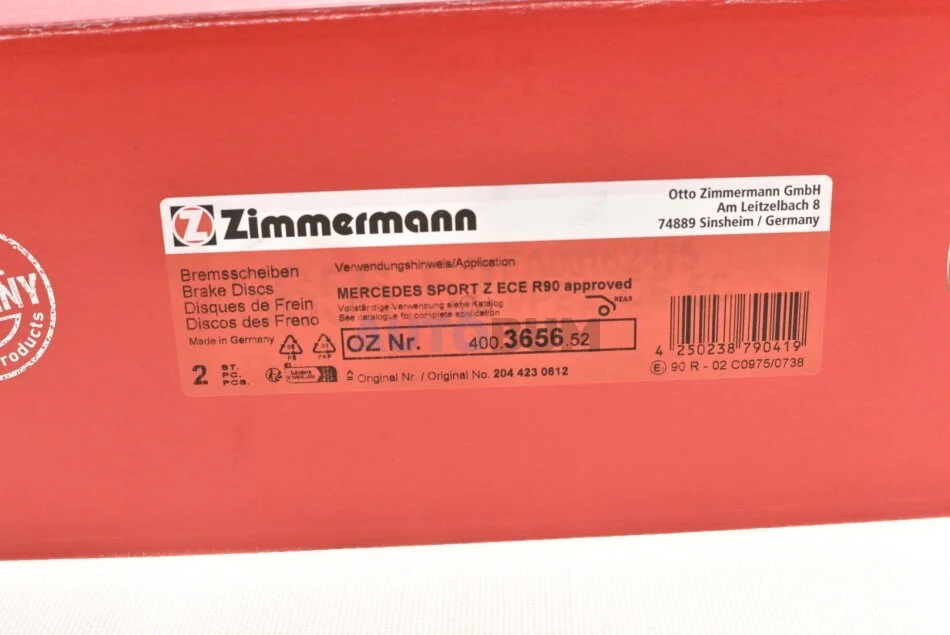 Zimmermann
Otto Zimmermann GmbH
Am Leitzelbach 8
74889 Sinsheim / Germany
Bremsscheiben
Brake Discs
Disques de Frein
Discos des Freno
Made in Germany
2 ST.
PC.
PCS.
Verwendungshinweis/Application
MERCEDES SPORT Z ECE R90 approved
Vollständige Verwendung siehe Katalog
See catalogue for complete application
REAR
OZ Nr. 400.3656.52
≙ Original Nr. / Original No. 204 423 0612
4 250238 790419
E 90 R - 02 C0975/0738
NY
roducts
AUTODUM